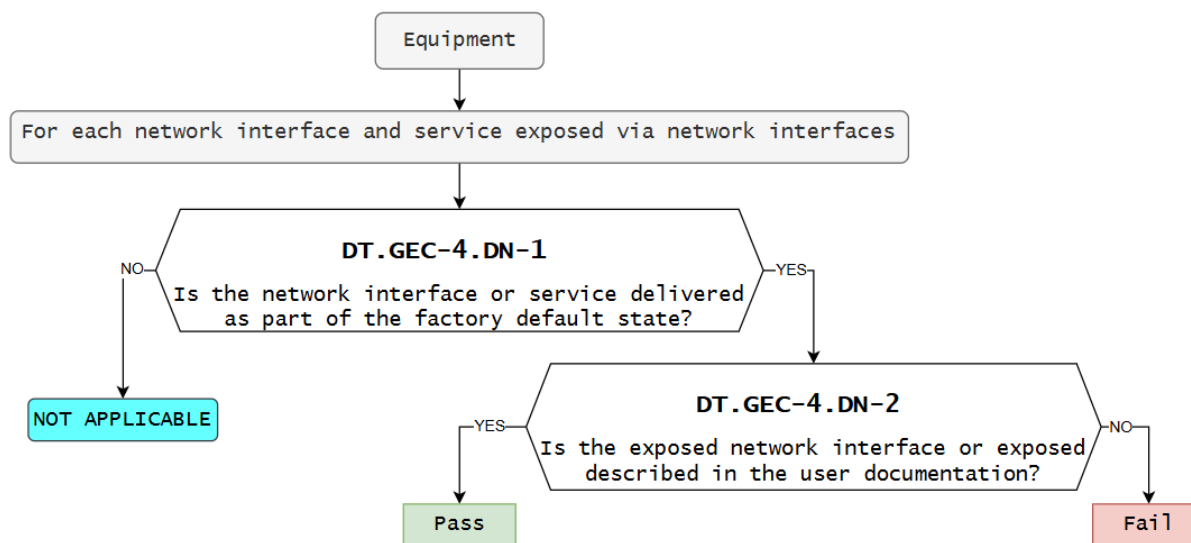 Equipment
For each network interface and service exposed via network interfaces
DT.GEC-4.DN-1
NO
YES
Is the network interface or service delivered
as part of the factory default state?
NOT APPLICABLE
DT.GEC-4.DN-2
YES
NO
Is the exposed network interface or exposed
described in the user documentation?
Pass
Fail